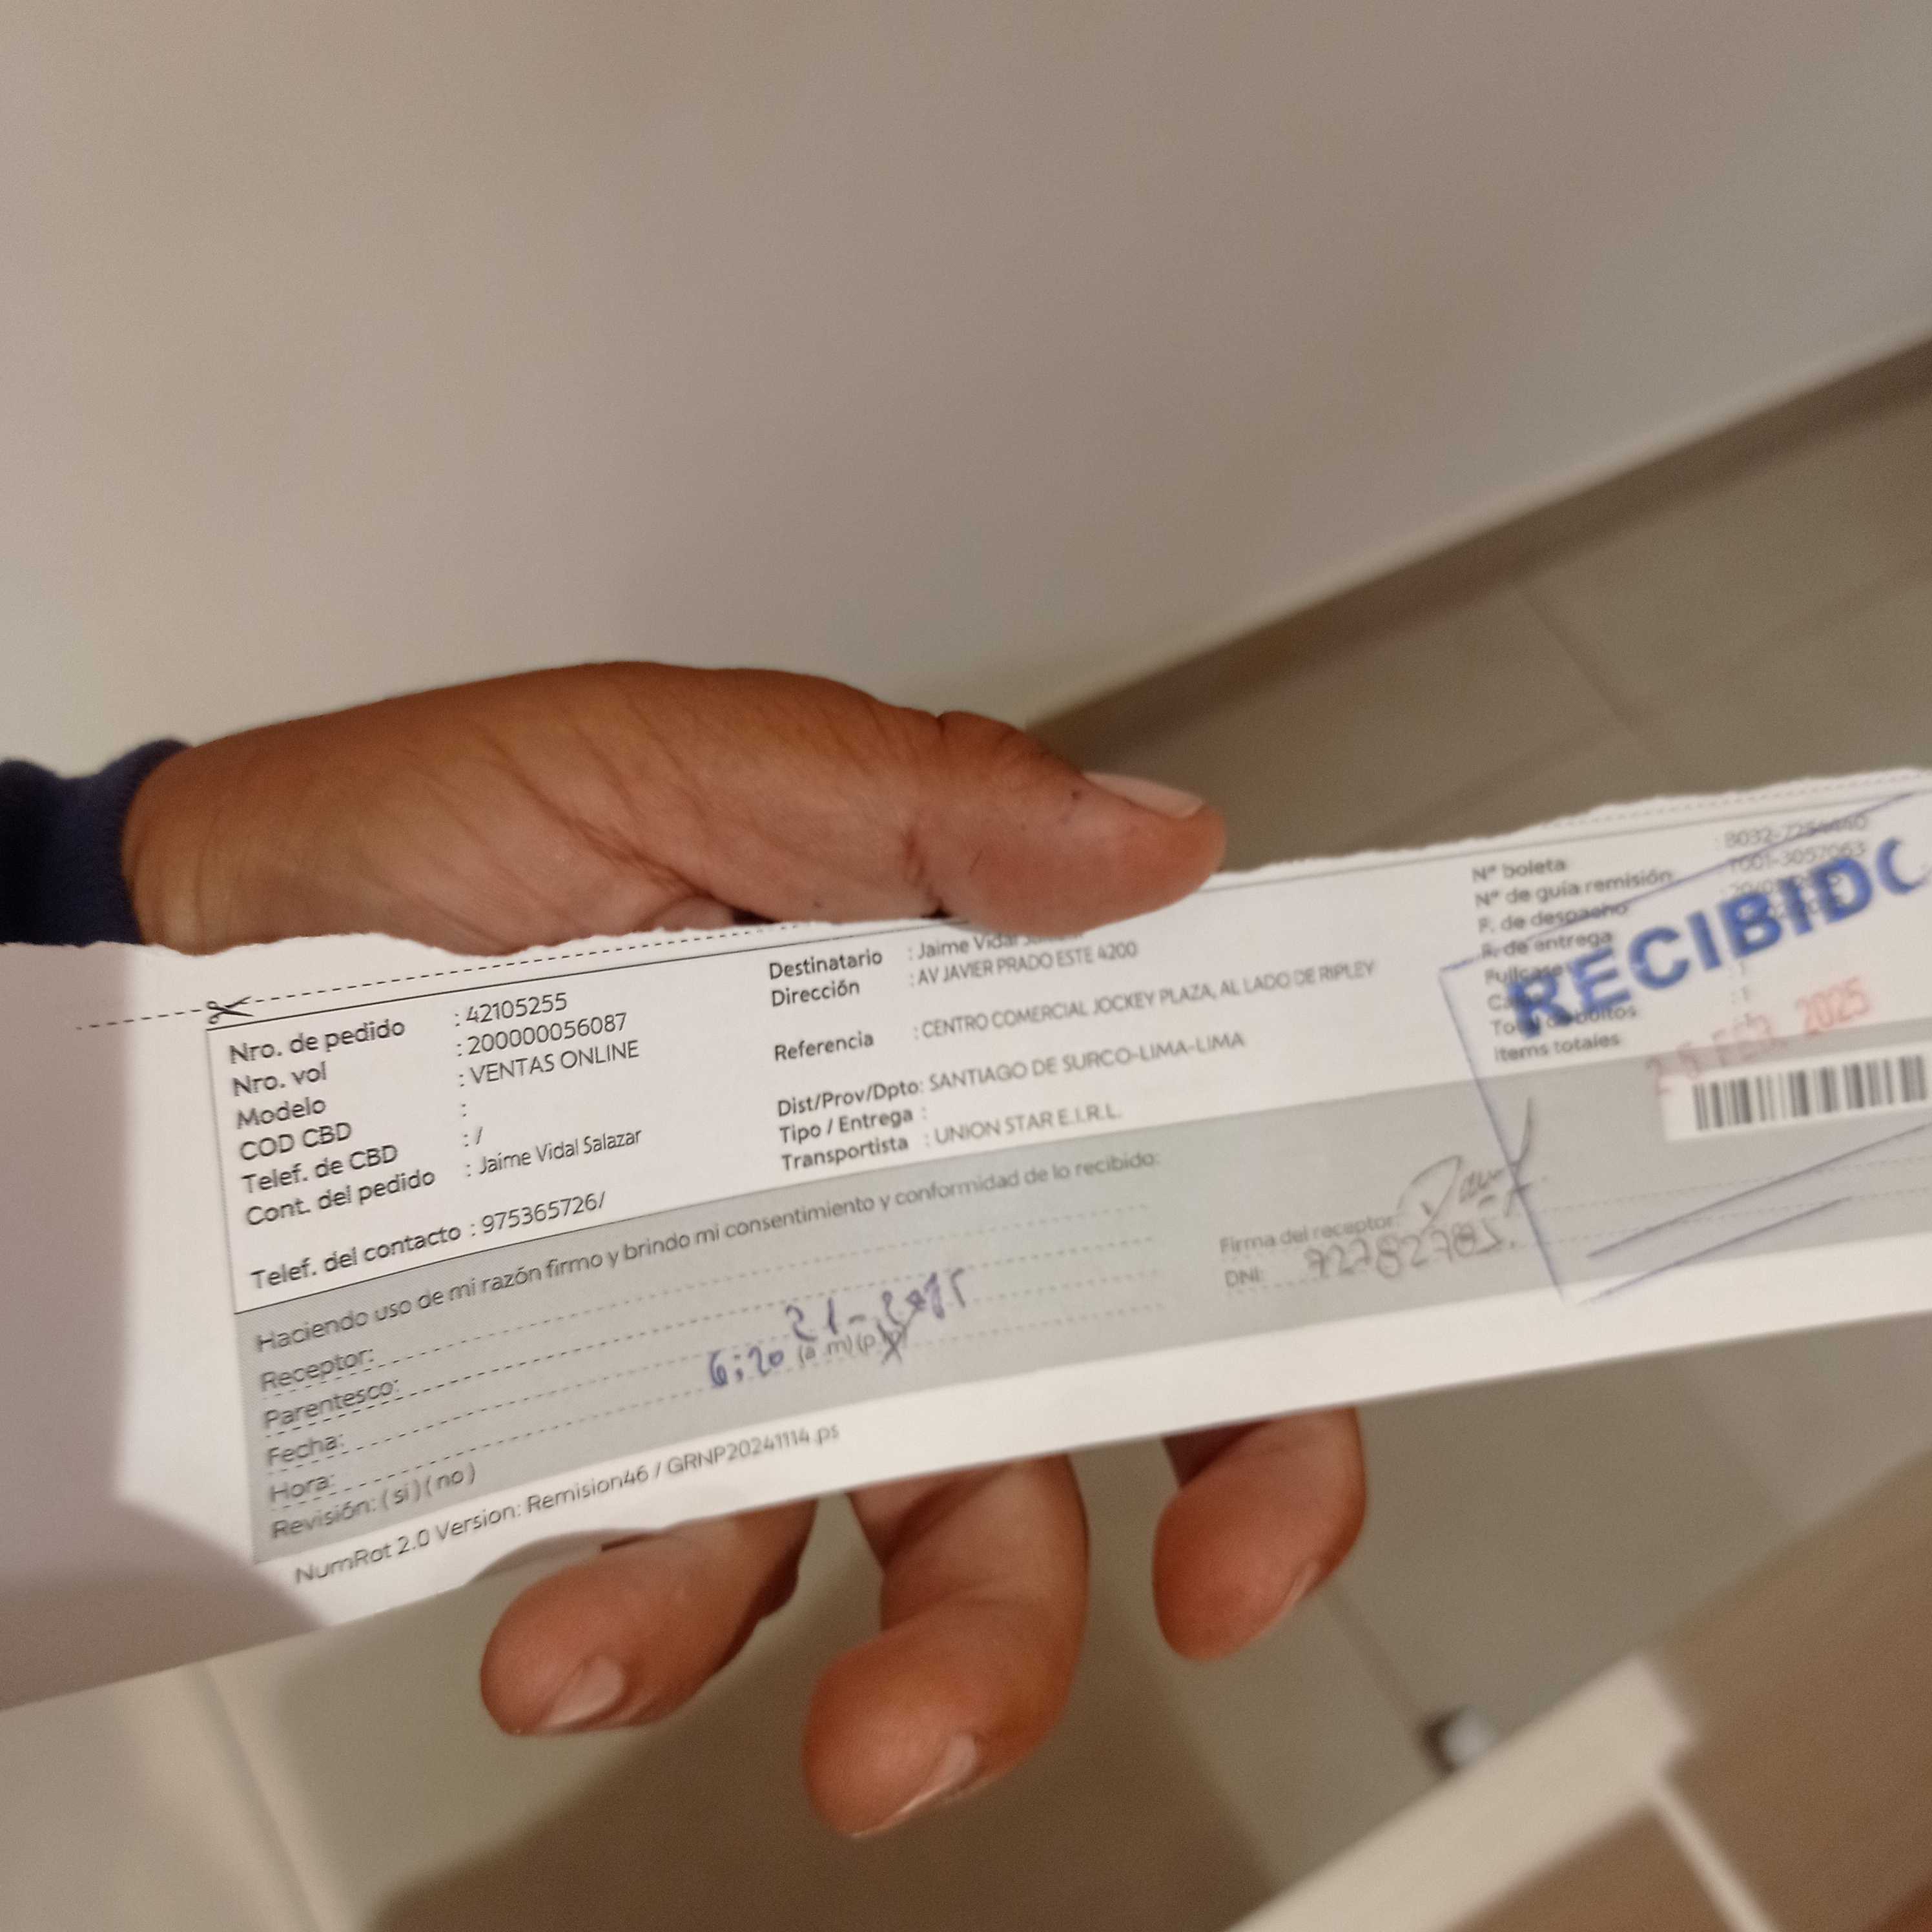 Nro. de pedido : 42105255
Nro. vol : 200000056087
Modelo : VENTAS ONLINE
COD CBD :
Telef. de CBD : /
Cont. del pedido : Jaime Vidal Salazar
Telef. del contacto : 975365726/
Destinatario : Jaime Vidal
Dirección : AV JAVIER PRADO ESTE 4200
Referencia : CENTRO COMERCIAL JOCKEY PLAZA, AL LADO DE RIPLEY
Dist/Prov/Dpto: SANTIAGO DE SURCO-LIMA-LIMA
Tipo / Entrega :
Transportista : UNION STAR E.I.R.L.
N° boleta
N° de guía remisión
F. de despacho
F. de entrega
Total de bultos
Items totales
RECIBIDO
FEB 2025
Haciendo uso de mi razón firmo y brindo mi consentimiento y conformidad de lo recibido:
Receptor:
Parentesco:
Fecha:
Hora: 6:20 (a.m)(p.
Revisión: (si) (no)
Firma del receptor:
DNI:
NumRot 2.0 Version: Remision46 / GRNP20241114.ps